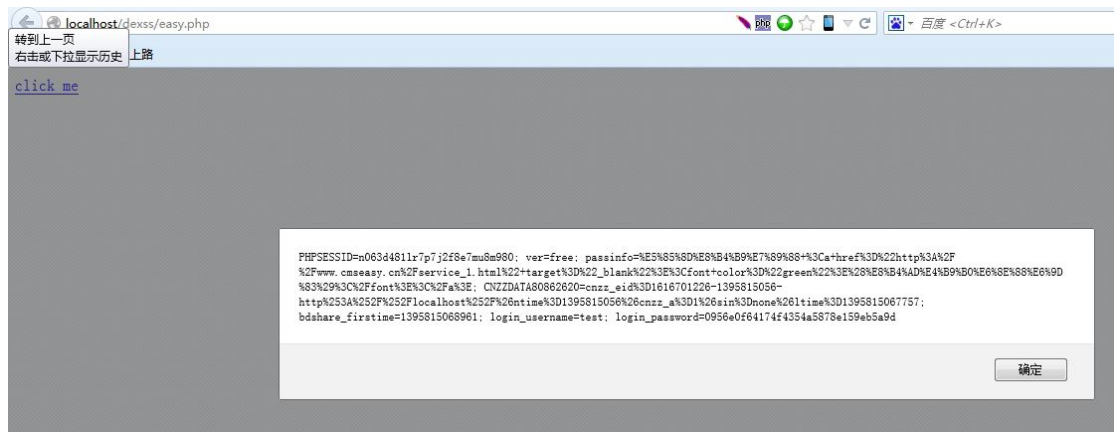 localhost/dexss/easy.php
php
百度 <Ctrl+K>
转到上一页
右击或下拉显示历史
上路
click me
PHPSESSID=n063d481lr7p7j2f8e7mu8m980; ver=free; passinfo=%E5%85%8D%E8%B4%B9%E7%89%88+%3Ca+href%3D%22http%3A%2F
%2Fwww.cmseasy.cn%2Fservice_1.html%22+target%3D%22_blank%22%3E%3Cfont+color%3D%22green%22%3E%28%E8%B4%AD%E4%B9%B0%E6%8E%88%E6%9D
%83%29%3C%2Ffont%3E%3C%2Fa%3E; CNZZDATA80862620=cnzz_eid%3D1616701226-1395815056-
http%253A%252F%252Flocalhost%252F%26ntime%3D1395815056%26cnzz_a%3D1%26sin%3Dnone%26ltime%3D1395815067757;
bdshare_firstime=1395815068961; login_username=test; login_password=0956e0f64174f4354a5878e159eb5a9d
确定